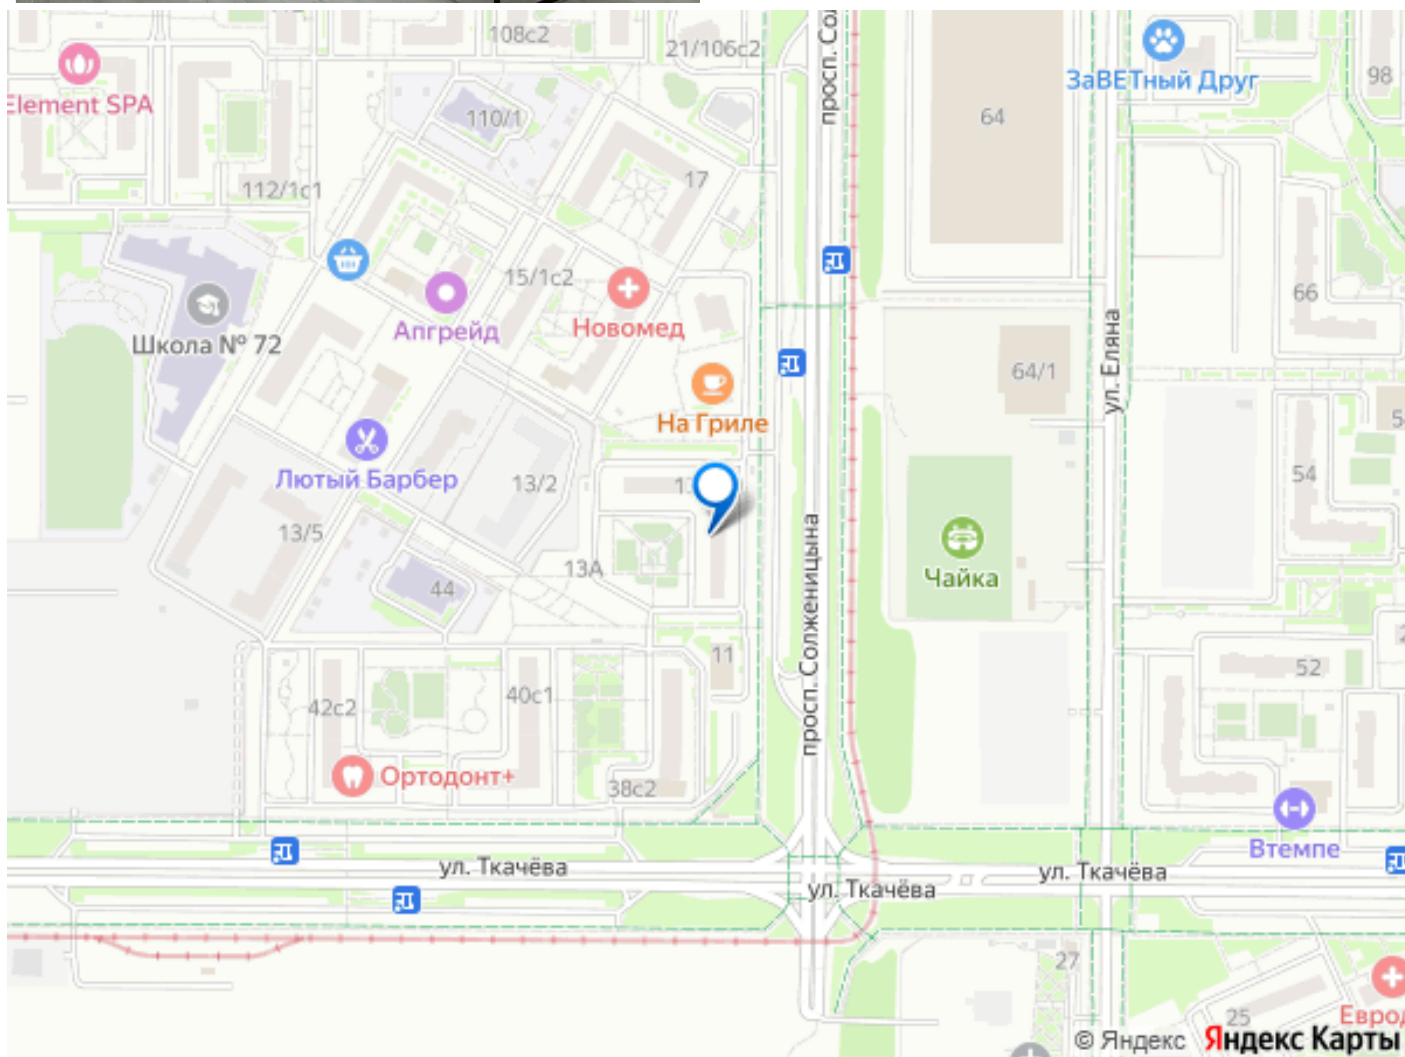 108с2
21/106с2
просп. Сол
ЗаВЕТный Друг
98
Element SPA
110/1
64
17
112/1с1
15/1с2
66
Новомед
Апгрейд
Школа № 72
ул. Еляна
64/1
На Гриле
Лютый Барбер
13/2
54
13/5
просп. Солженицына
13А
Чайка
44
11
52
42с2
40с1
Ортодонт+
38с2
Втемпе
ул. Ткачёва
ул. Ткачёва
ул. Ткачёва
27
25
Евро
© Яндекс Яндекс Карты